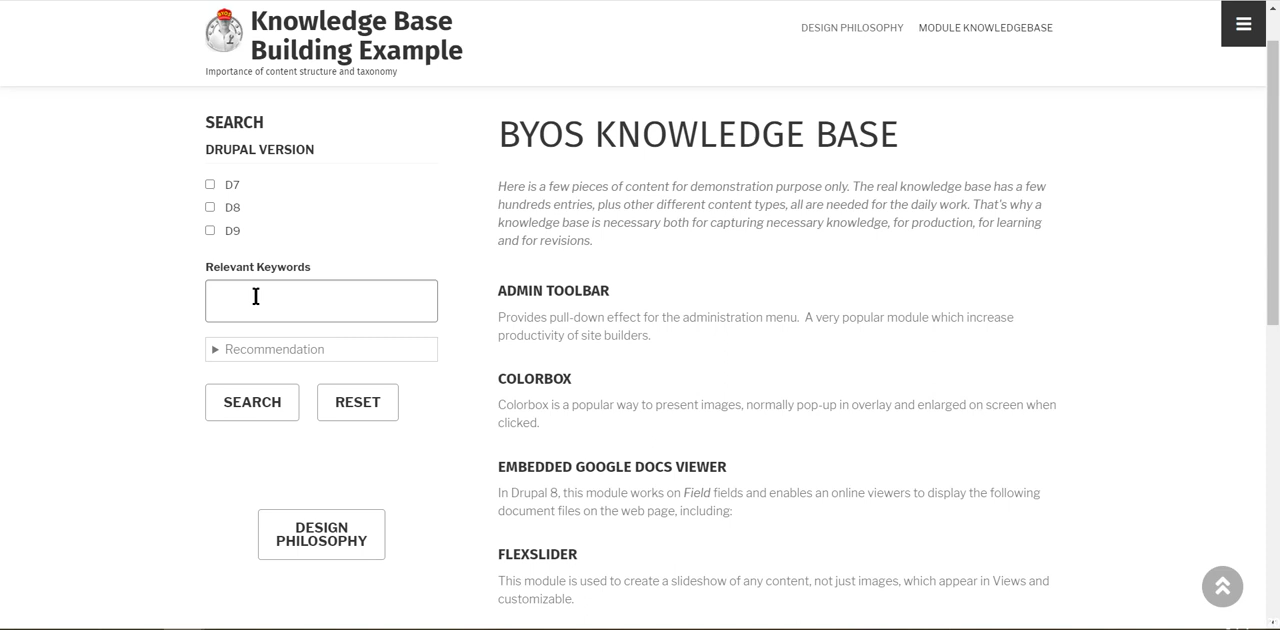 Knowledge Base
Building Example
Importance of content structure and taxonomy
DESIGN PHILOSOPHY MODULE KNOWLEDGEBASE
SEARCH
DRUPAL VERSION
D7
D8
D9
Relevant Keywords
Recommendation
SEARCH RESET
DESIGN
PHILOSOPHY
BYOS KNOWLEDGE BASE
Here is a few pieces of content for demonstration purpose only. The real knowledge base has a few
hundreds entries, plus other different content types, all are needed for the daily work. That's why a
knowledge base is necessary both for capturing necessary knowledge, for production, for learning
and for revisions.
ADMIN TOOLBAR
Provides pull-down effect for the administration menu. A very popular module which increase
productivity of site builders.
COLORBOX
Colorbox is a popular way to present images, normally pop-up in overlay and enlarged on screen when
clicked.
EMBEDDED GOOGLE DOCS VIEWER
In Drupal 8, this module works on Field fields and enables an online viewers to display the following
document files on the web page, including:
FLEXSLIDER
This module is used to create a slideshow of any content, not just images, which appear in Views and
customizable.